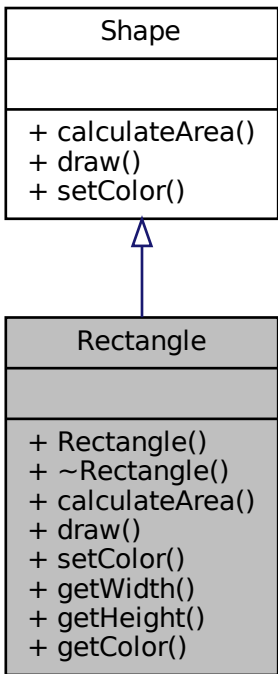 Shape
+ calculateArea()
+ draw()
+ setColor()
Rectangle
+ Rectangle()
+ ~Rectangle()
+ calculateArea()
+ draw()
+ setColor()
+ getWidth()
+ getHeight()
+ getColor()